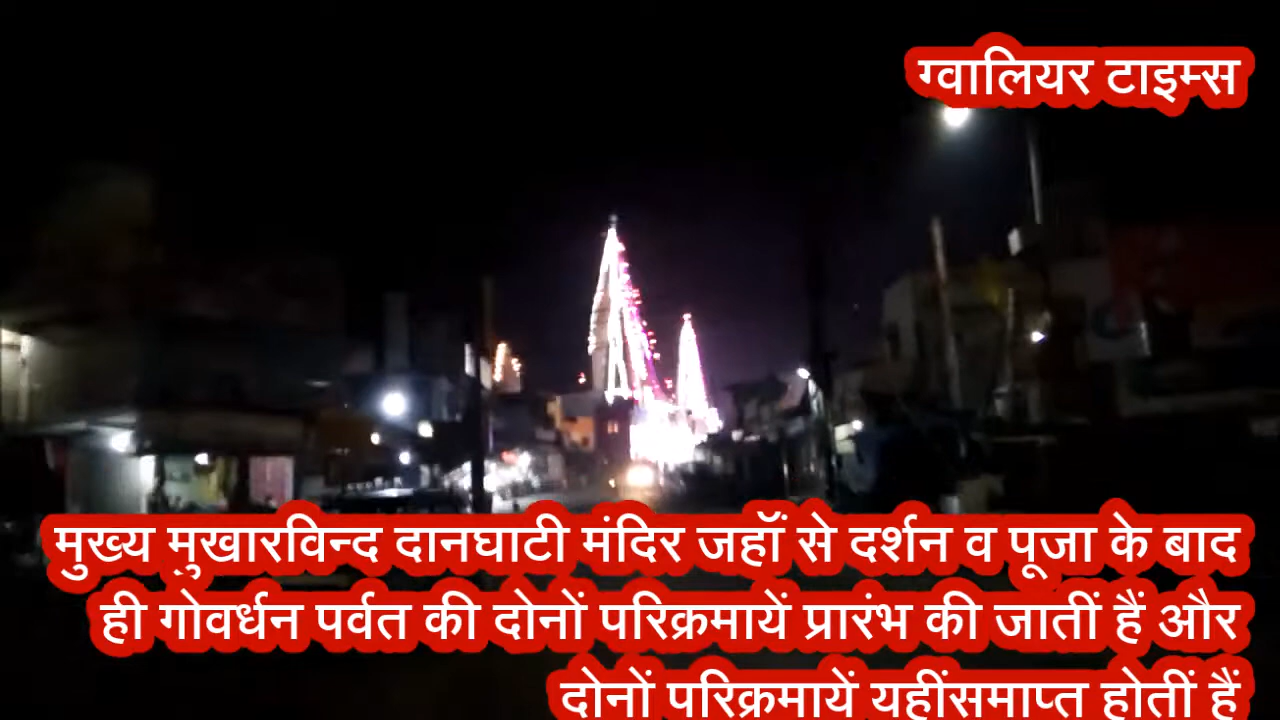 ग्वालियर टाइम्स
मुख्य मुखारविन्द दानघाटी मंदिर जहॉं से दर्शन व पूजा के बाद
ही गोवर्धन पर्वत की दोनों परिक्रमायें प्रारंभ की जातीं हैं और
दोनों परिक्रमायें यहींसमाप्त होतीं हैं